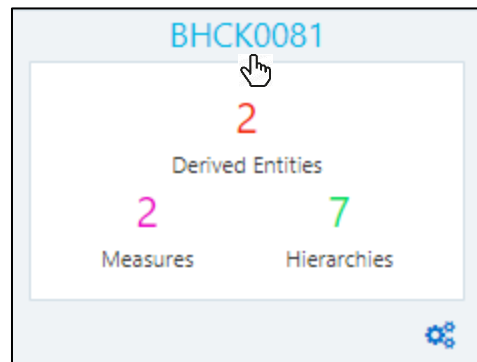 BHCK0081
2
Derived Entities
2 7
Measures Hierarchies